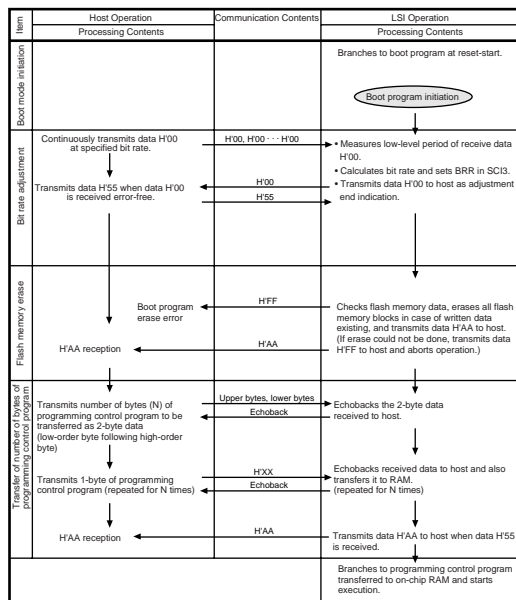 Item
Host Operation
Communication Contents
LSI Operation
Processing Contents
Processing Contents
Boot mode initiation
Branches to boot program at reset-start.
Boot program initiation
Bit rate adjustment
Continuously transmits data H'00
at specified bit rate.
H'00, H'00 · · · H'00
• Measures low-level period of receive data
H'00.
• Calculates bit rate and sets BRR in SCI3.
• Transmits data H'00 to host as adjustment
end indication.
H'00
Transmits data H'55 when data H'00
is received error-free.
H'55
Flash memory erase
Boot program
erase error
H'FF
Checks flash memory data, erases all flash
memory blocks in case of written data
existing, and transmits data H'AA to host.
(If erase could not be done, transmits data
H'FF to host and aborts operation.)
H'AA reception
H'AA
Transfer of number of bytes of
programming control program
Transmits number of bytes (N) of
programming control program to be
transferred as 2-byte data
(low-order byte following high-order
byte)
Upper bytes, lower bytes
Echoback
Echobacks the 2-byte data
received to host.
Transmits 1-byte of programming
control program (repeated for N times)
H'XX
Echoback
Echobacks received data to host and also
transfers it to RAM.
(repeated for N times)
H'AA reception
H'AA
Transmits data H'AA to host when data H'55
is received.
Branches to programming control program
transferred to on-chip RAM and starts
execution.